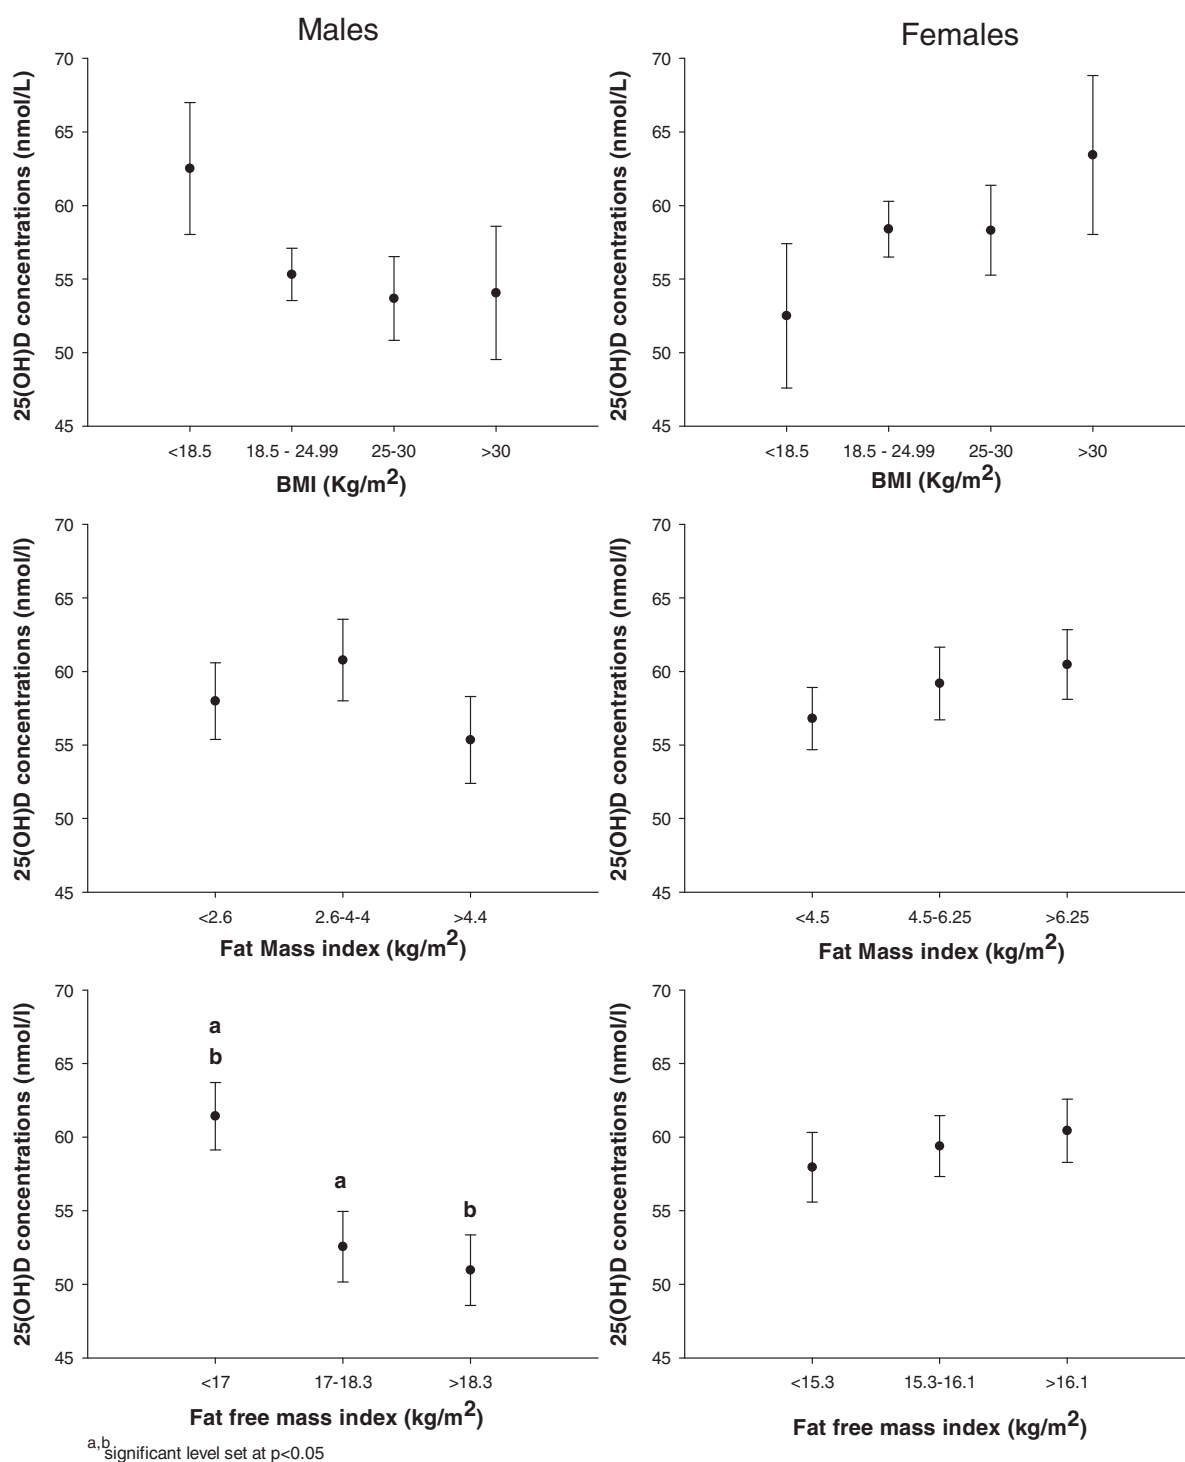 Males
25(OH)D concentrations (nmol/L)
70
65
60
55
50
45
<18.5
18.5 - 24.99
25-30
>30
BMI (Kg/m²)
Females
25(OH)D concentrations (nmol/L)
70
65
60
55
50
45
<18.5
18.5 - 24.99
25-30
>30
BMI (Kg/m²)
25(OH)D concentrations (nmol/l)
70
65
60
55
50
45
<2.6
2.6-4-4
>4.4
Fat Mass index (kg/m²)
25(OH)D concentrations (nmol/l)
70
65
60
55
50
45
<4.5
4.5-6.25
>6.25
Fat Mass index (kg/m²)
25(OH)D concentrations (nmol/l)
70
65
60
55
50
45
a
b
a
b
<17
17-18.3
>18.3
Fat free mass index (kg/m²)
25(OH)D concentrations (nmol/l)
70
65
60
55
50
45
<15.3
15.3-16.1
>16.1
Fat free mass index (kg/m²)
a,b significant level set at p<0.05